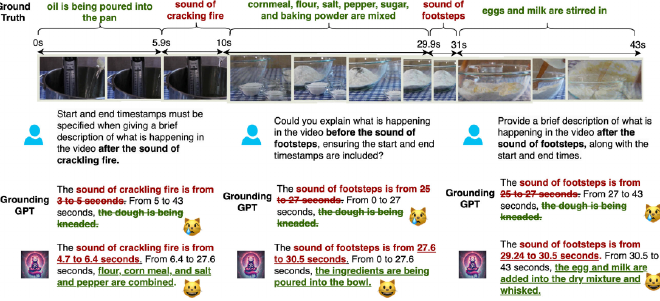 Ground
Truth
oil is being poured into
the pan
sound of
cracking fire
cornmeal, flour, salt, pepper, sugar,
and baking powder are mixed
sound of
footsteps
eggs and milk are stirred in
0s
5.9s
10s
29.9s
31s
43s
Start and end timestamps must be
specified when giving a brief
description of what is happening in
the video after the sound of
crackling fire.
Could you explain what is happening
in the video before the sound of
footsteps, ensuring the start and end
timestamps are included?
Provide a brief description of what is
happening in the video after the
sound of footsteps, along with the
start and end times.
Grounding
GPT
The sound of crackling fire is from
3 to 5 seconds. From 5 to 43
seconds, the dough is being
kneaded.
Grounding
GPT
The sound of footsteps is from 25
to 27 seconds. From 0 to 27
seconds, the dough is being
kneaded.
Grounding
GPT
The sound of footsteps is from
25 to 27 seconds. From 27 to 43
seconds, the dough is being
kneaded.
The sound of crackling fire is from
4.7 to 6.4 seconds. From 6.4 to 27.6
seconds, flour, corn meal, and salt
and pepper are combined.
The sound of footsteps is from 27.6
to 30.5 seconds. From 0 to 27.6
seconds, the ingredients are being
poured into the bowl.
The sound of footsteps is from
29.24 to 30.5 seconds. From 30.5 to
43 seconds, the egg and milk are
added into the dry mixture and
whisked.